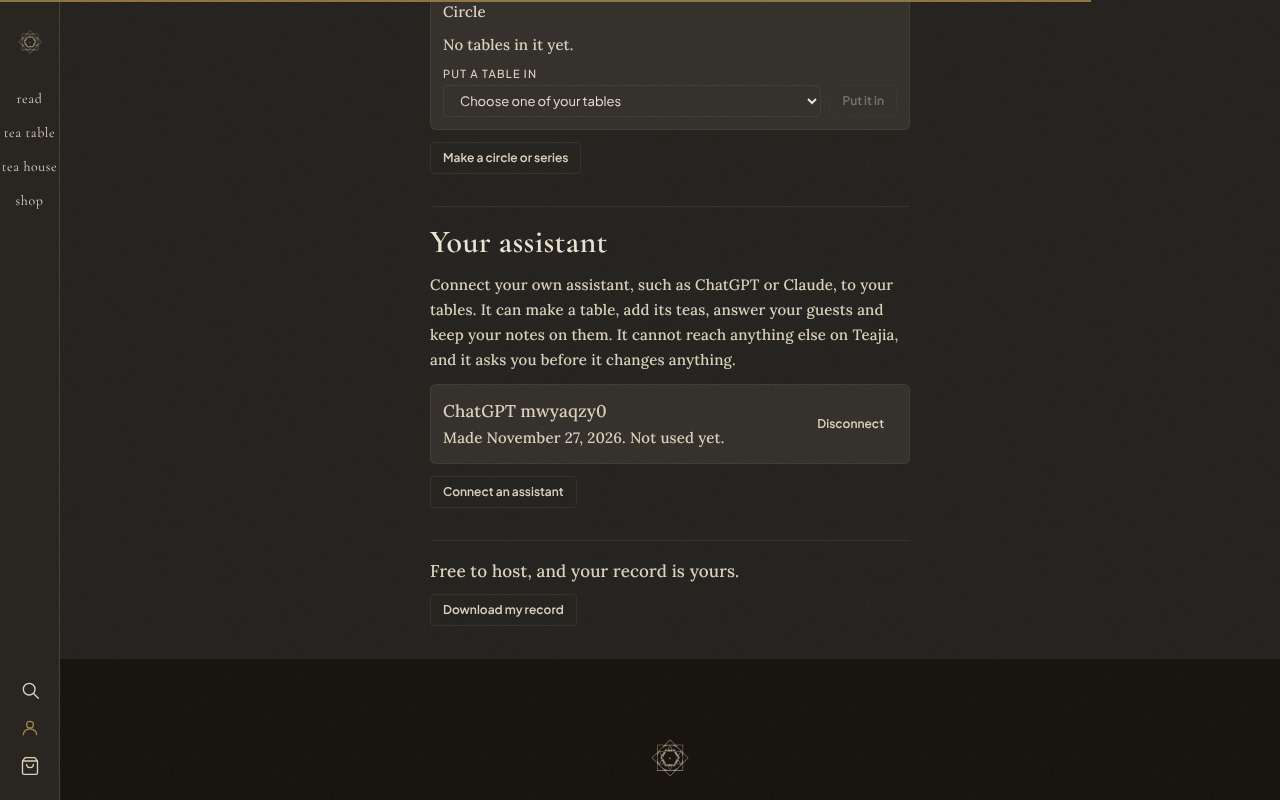 read
tea table
tea house
shop
Circle
No tables in it yet.
PUT A TABLE IN
Choose one of your tables
Put it in
Make a circle or series
Your assistant
Connect your own assistant, such as ChatGPT or Claude, to your
tables. It can make a table, add its teas, answer your guests and
keep your notes on them. It cannot reach anything else on Teajia,
and it asks you before it changes anything.
ChatGPT mwyaqzy0
Made November 27, 2026. Not used yet.
Disconnect
Connect an assistant
Free to host, and your record is yours.
Download my record